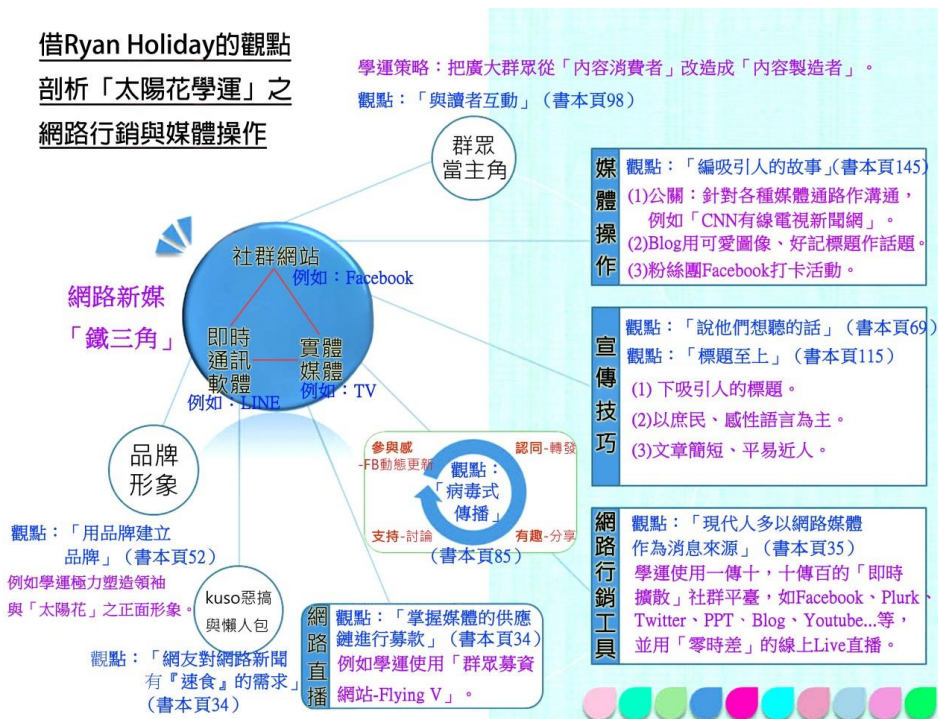 借Ryan Holiday的觀點
剖析「太陽花學運」之
網路行銷與媒體操作
學運策略：把廣大群眾從「內容消費者」改造成「內容製造者」。
觀點：「與讀者互動」（書本頁98）
群眾
當主角
網路新媒
「鐵三角」
社群網站
例如：Facebook
即時
通訊
軟體
例如：LINE
實體
媒體
例如：TV
媒體操作
觀點：「編吸引人的故事」(書本頁145)
(1)公關：針對各種媒體通路作溝通，
例如「CNN有線電視新聞網」。
(2)Blog用可愛圖像、好記標題作話題。
(3)粉絲團Facebook打卡活動。
宣傳技巧
觀點：「說他們想聽的話」（書本頁69)
觀點：「標題至上」（書本頁115）
(1) 下吸引人的標題。
(2)以庶民、感性語言為主。
(3)文章簡短、平易近人。
參與感
-FB動態更新
認同-轉發
觀點：
「病毒式
傳播」
支持-討論
有趣-分享
（書本頁85）
品牌
形象
觀點：「用品牌建立
品牌」（書本頁52）
例如學運極力塑造領袖
與「太陽花」之正面形象。
kuso惡搞
與懶人包
觀點：「網友對網路新聞
有『速食』的需求」
（書本頁34）
網路直播
觀點：「掌握媒體的供應
鏈進行募款」（書本頁34）
例如學運使用「群眾募資
網站-Flying V」。
網路行銷工具
觀點：「現代人多以網路媒體
作為消息來源」（書本頁35）
學運使用一傳十，十傳百的「即時
擴散」社群平臺，如Facebook、Plurk、
Twitter、PPT、Blog、Youtube...等，
並用「零時差」的線上Live直播。